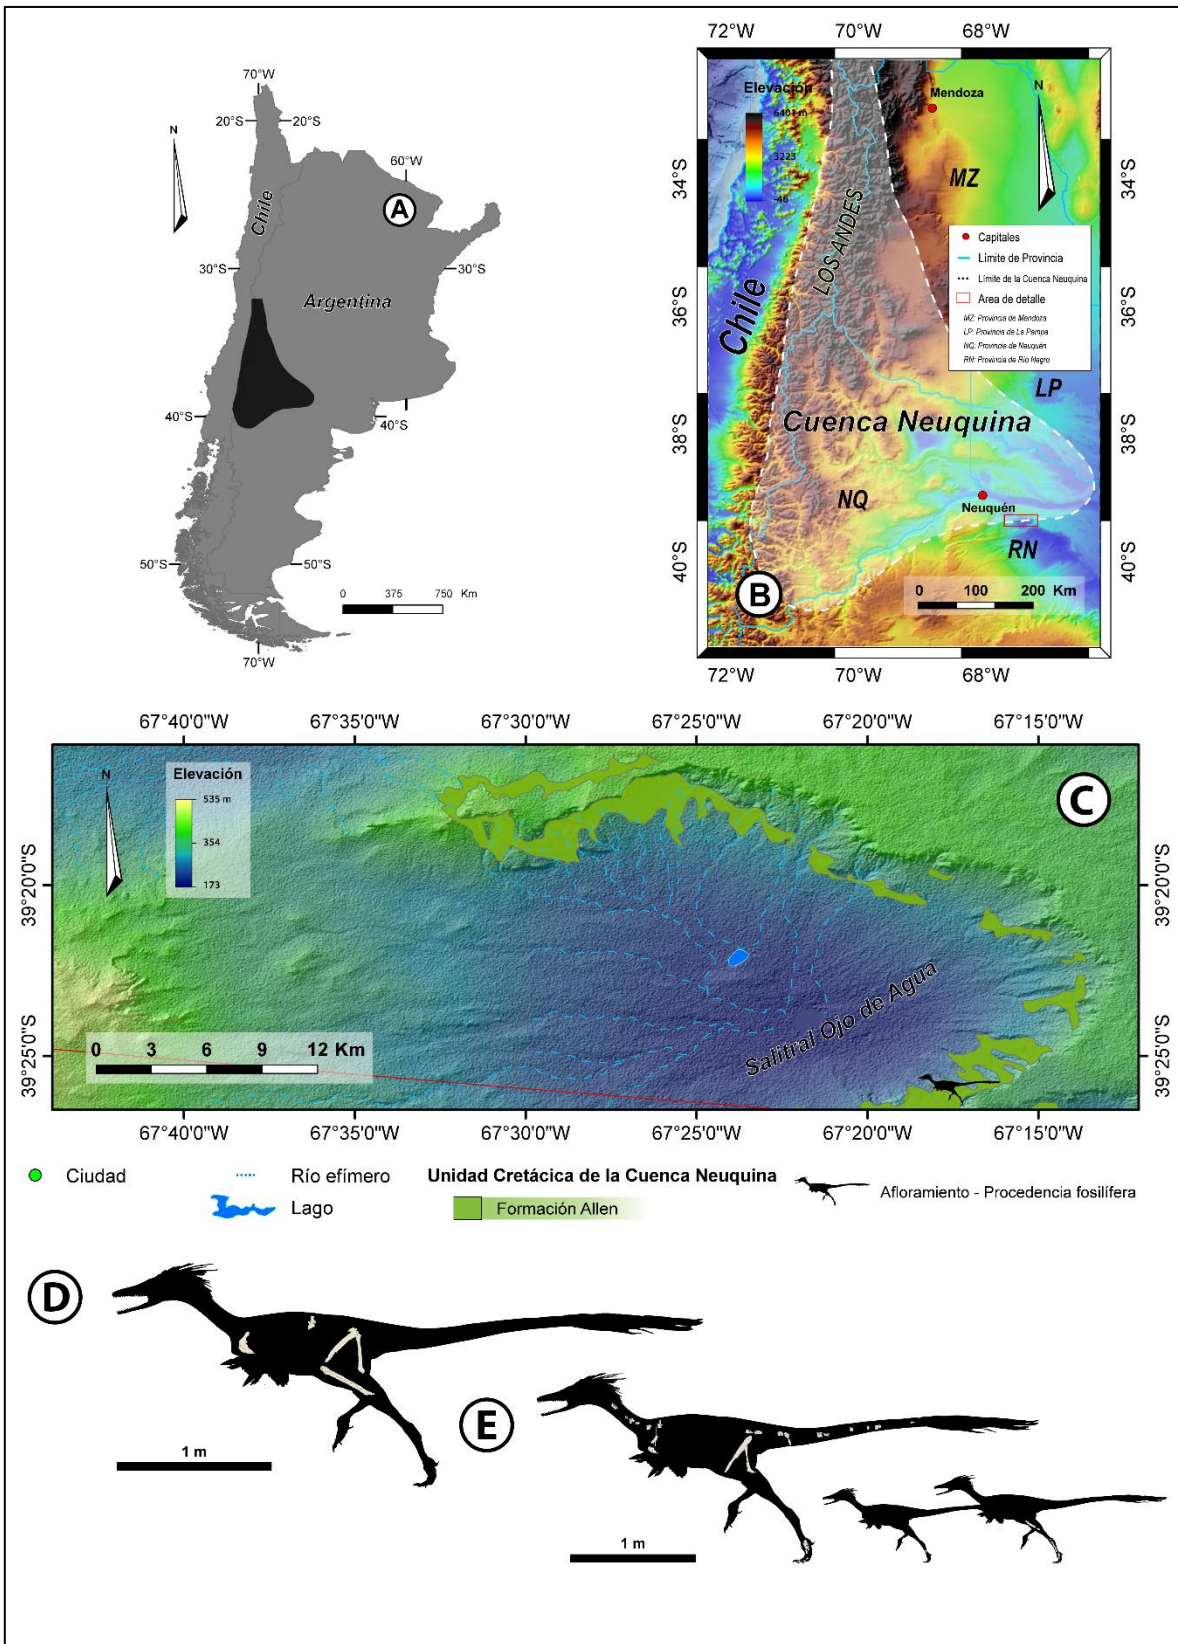 70°W
N
20°S
20°S
60°W
A
Chile
30°S
30°S
Argentina
40°S
40°S
50°S
50°S
0 375 750 Km
70°W
72°W 70°W 68°W
Elevación
6401 m
3223
-46
Mendoza
N
34°S
34°S
MZ
LOS ANDES
Capitales
Límite de Provincia
Límite de la Cuenca Neuquina
Area de detalle
MZ: Provincia de Mendoza
LP: Provincia de La Pampa
NQ: Provincia de Neuquén
RN: Provincia de Río Negro
36°S
36°S
Chile
LP
Cuenca Neuquina
38°S
38°S
NQ
Neuquén
RN
40°S
40°S
B
0 100 200 Km
72°W 70°W 68°W
67°40'0"W 67°35'0"W 67°30'0"W 67°25'0"W 67°20'0"W 67°15'0"W
N
Elevación
535 m
354
173
C
39°20'0"S
39°20'0"S
Salitral Ojo de Agua
39°25'0"S
39°25'0"S
0 3 6 9 12 Km
67°40'0"W 67°35'0"W 67°30'0"W 67°25'0"W 67°20'0"W 67°15'0"W
Ciudad
Río efímero
Lago
Unidad Cretácica de la Cuenca Neuquina
Formación Allen
Afloramiento - Procedencia fosilífera
D
1 m
E
1 m